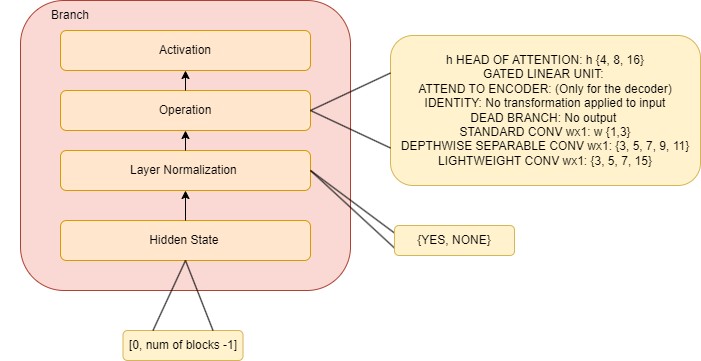 Branch
Activation
Operation
Layer Normalization
Hidden State
h HEAD OF ATTENTION: h {4, 8, 16}
GATED LINEAR UNIT:
ATTEND TO ENCODER: (Only for the decoder)
IDENTITY: No transformation applied to input
DEAD BRANCH: No output
STANDARD CONV wx1: w {1,3}
DEPTHWISE SEPARABLE CONV wx1: {3, 5, 7, 9, 11}
LIGHTWEIGHT CONV wx1: {3, 5, 7, 15}
{YES, NONE}
[0, num of blocks -1]